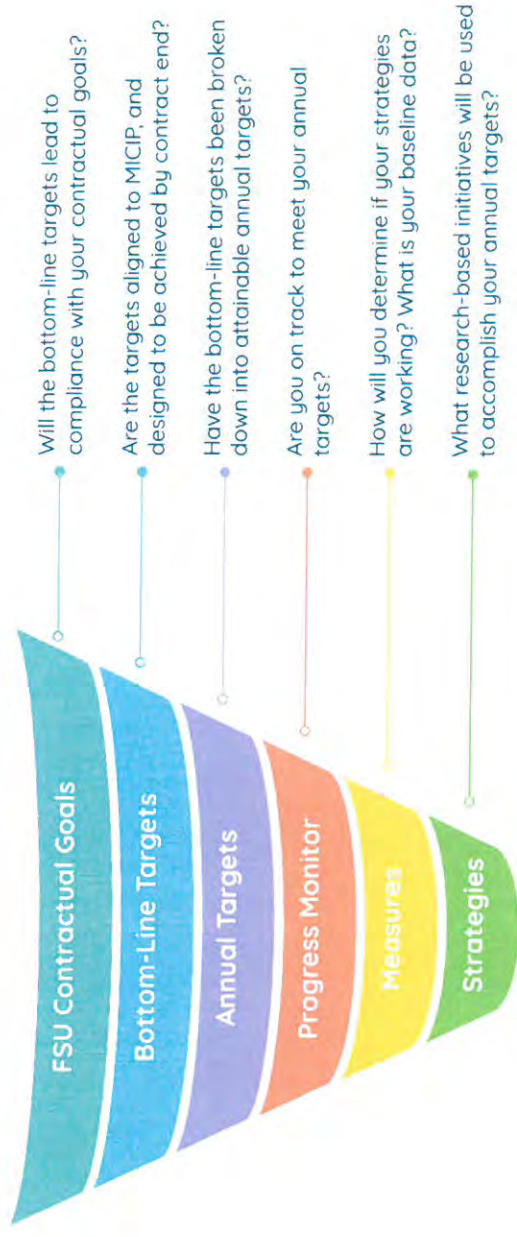 FSU Contractual Goals
Will the bottom-line targets lead to
compliance with your contractual goals?
Bottom-Line Targets
Are the targets aligned to MICIP, and
designed to be achieved by contract end?
Annual Targets
Have the bottom-line targets been broken
down into attainable annual targets?
Progress Monitor
Are you on track to meet your annual
targets?
Measures
How will you determine if your strategies
are working? What is your baseline data?
Strategies
What research-based initiatives will be used
to accomplish your annual targets?